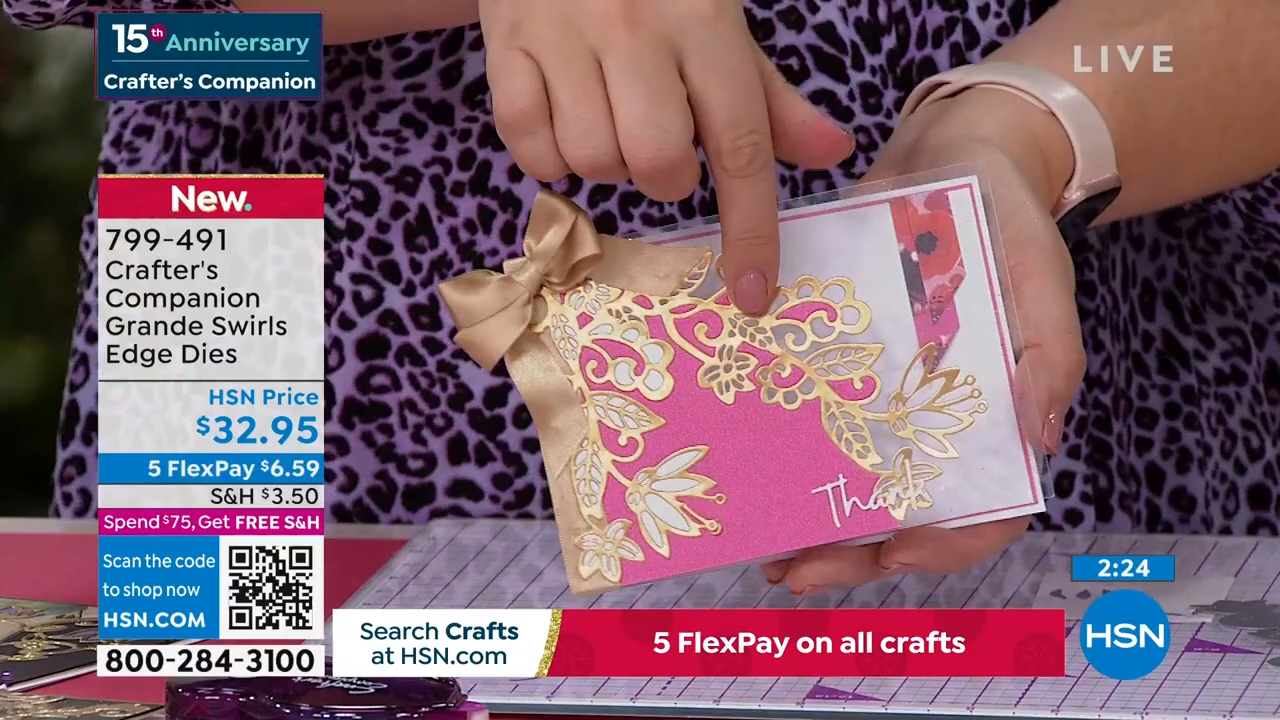 15th Anniversary
Crafter's Companion
LIVE
New.
799-491
Crafter's
Companion
Grande Swirls
Edge Dies
HSN Price
$32.95
5 FlexPay $6.59
S&H $3.50
Spend $75, Get FREE S&H
Scan the code
to shop now
HSN.COM
800-284-3100
Thank
Search Crafts
at HSN.com
5 FlexPay on all crafts
2:24
HSN